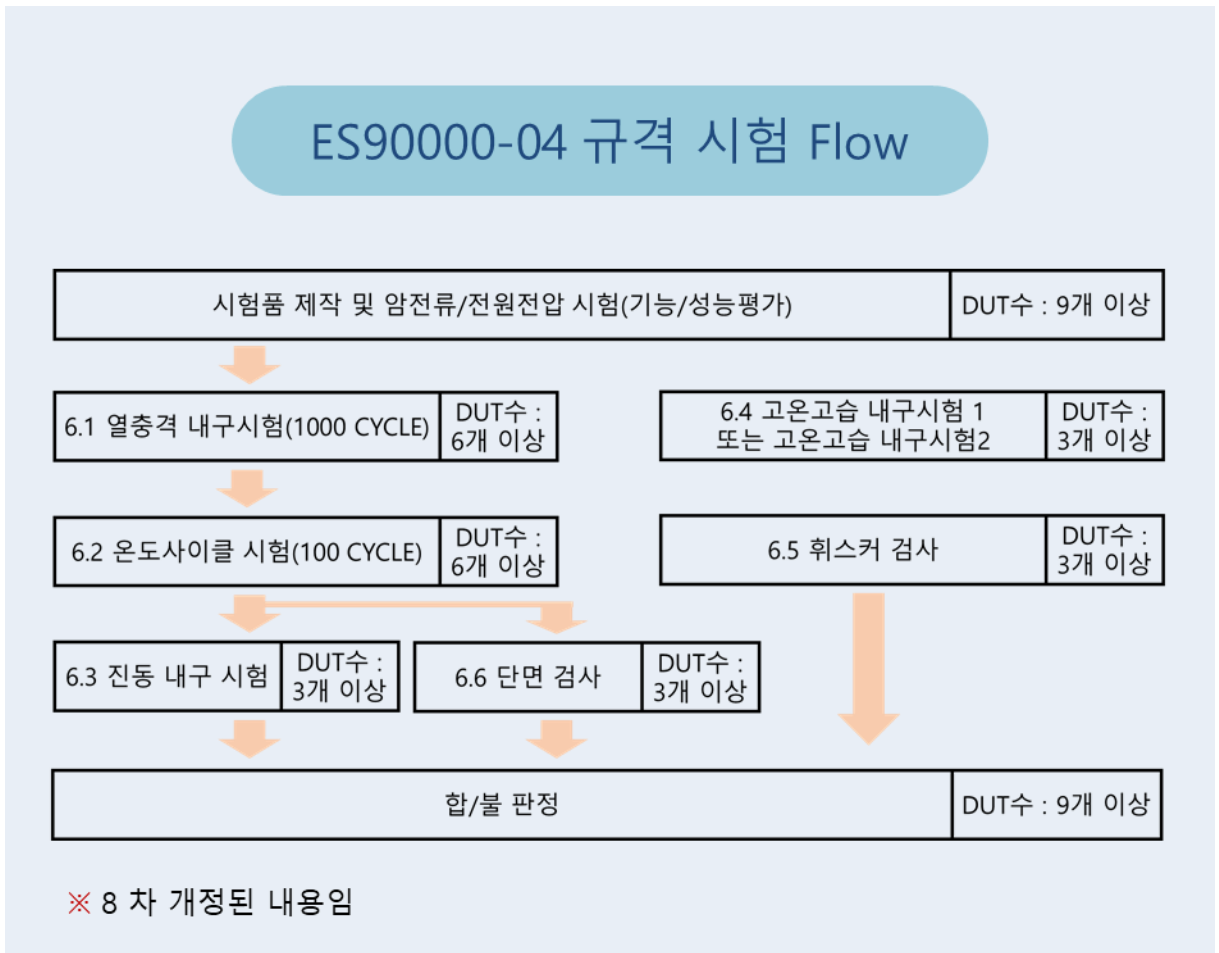 ES90000-04 규격 시험 Flow
시험품 제작 및 암전류/전원전압 시험(기능/성능평가)
DUT수 : 9개 이상
6.1 열충격 내구시험(1000 CYCLE)
DUT수 :
6개 이상
6.4 고온고습 내구시험 1
또는 고온고습 내구시험2
DUT수 :
3개 이상
6.2 온도사이클 시험(100 CYCLE)
DUT수 :
6개 이상
6.5 휘스커 검사
DUT수 :
3개 이상
6.3 진동 내구 시험
DUT수 :
3개 이상
6.6 단면 검사
DUT수 :
3개 이상
합/불 판정
DUT수 : 9개 이상
※ 8 차 개정된 내용임